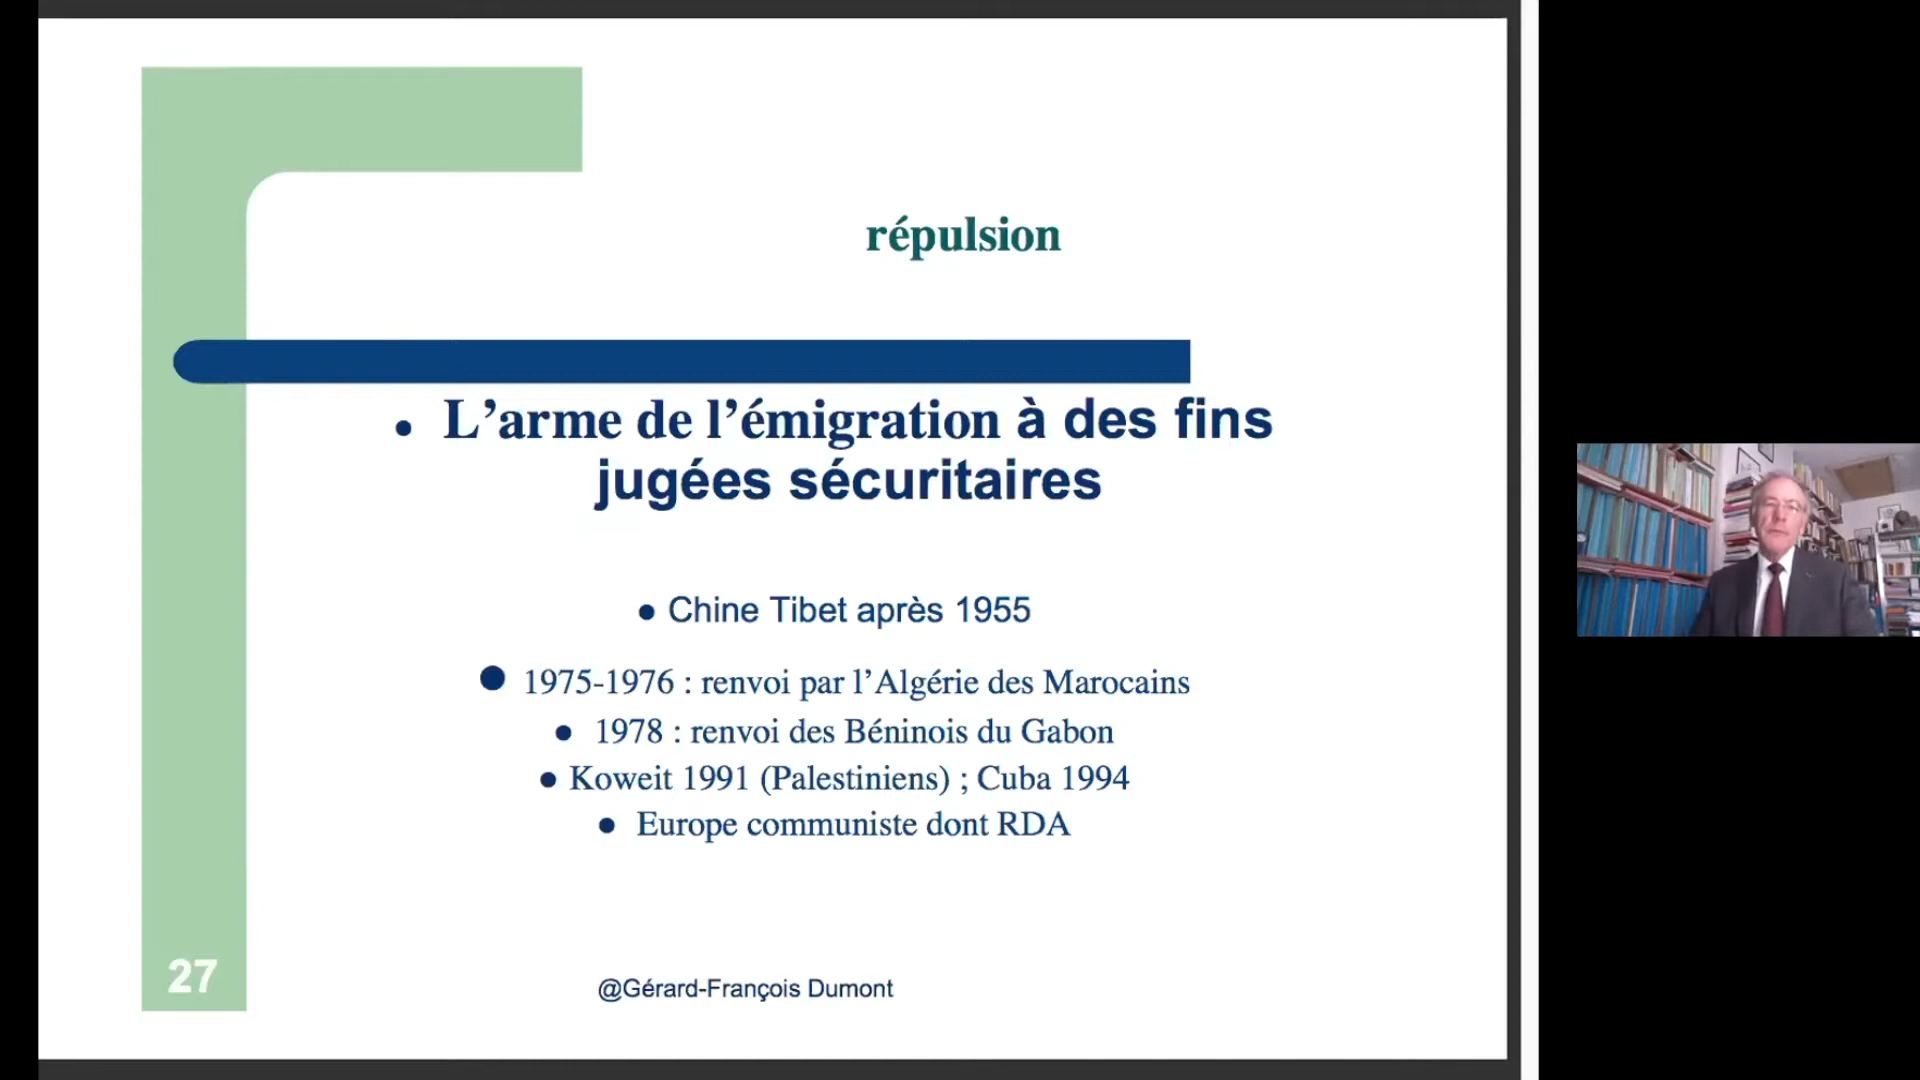 répulsion
• L’arme de l’émigration à des fins
jugées sécuritaires
• Chine Tibet après 1955
• 1975-1976 : renvoi par l’Algérie des Marocains
• 1978 : renvoi des Béninois du Gabon
• Koweit 1991 (Palestiniens) ; Cuba 1994
• Europe communiste dont RDA
27
@Gérard-François Dumont